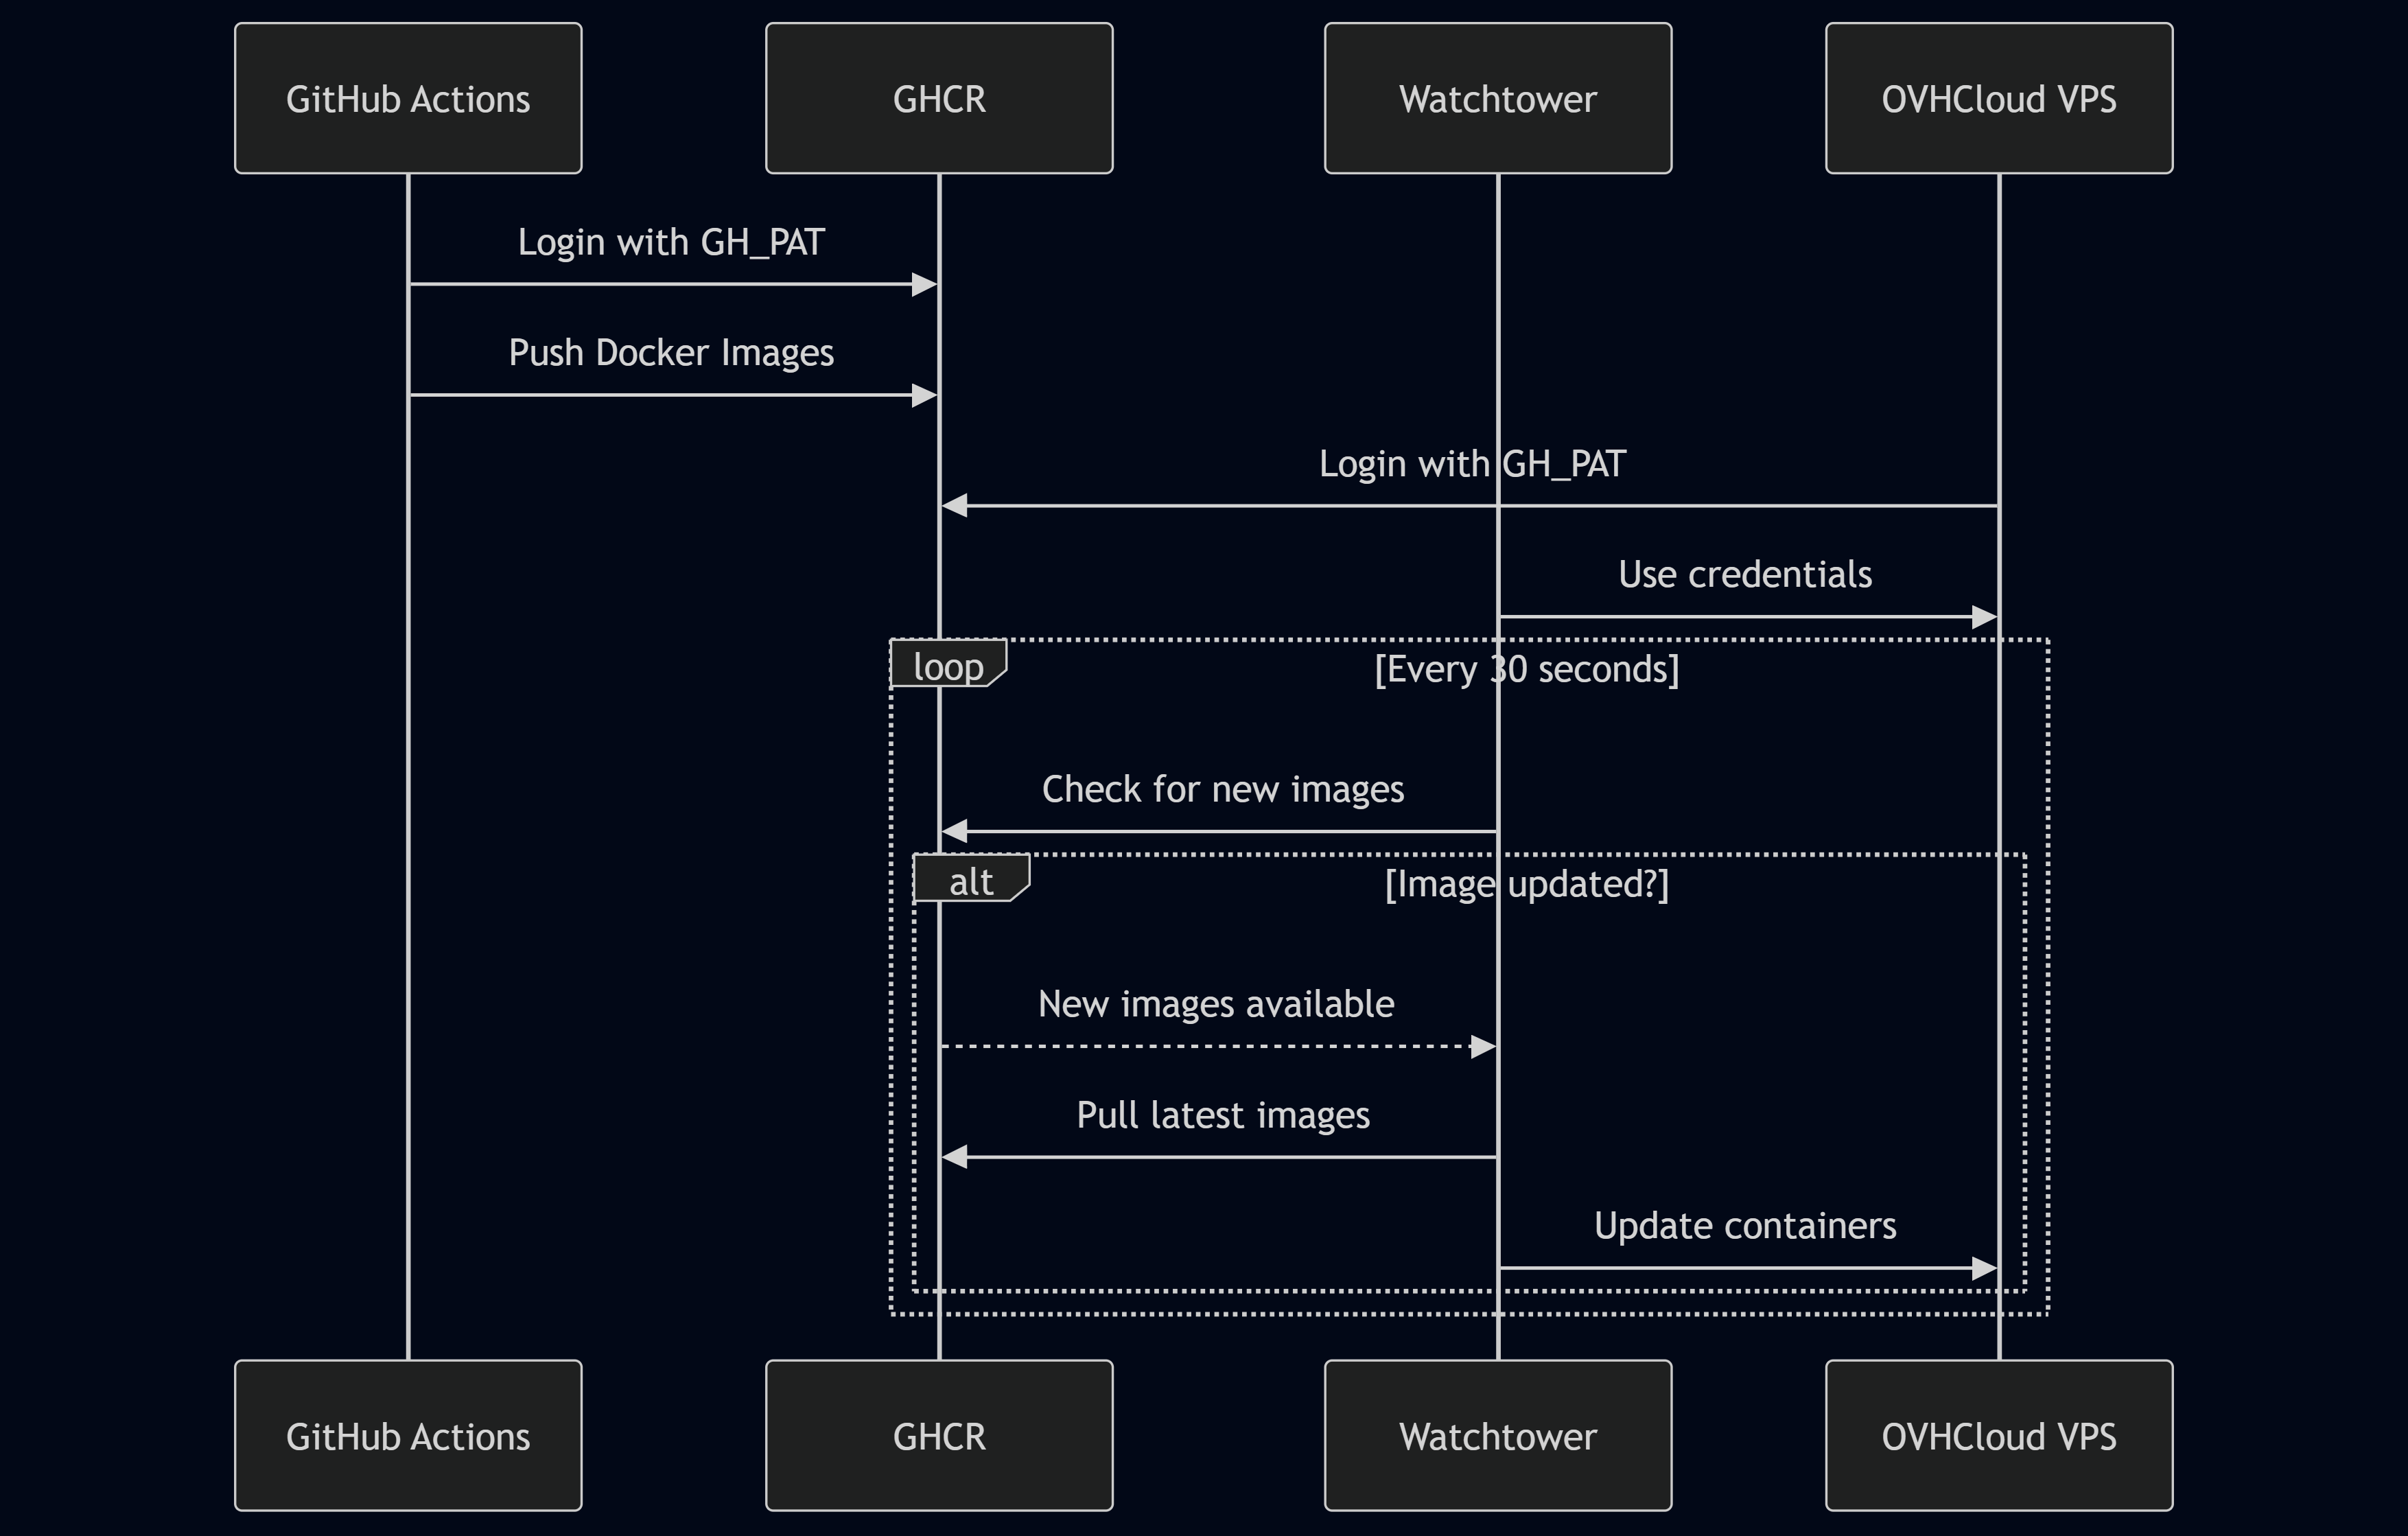 GitHub Actions
GHCR
Watchtower
OVHCloud VPS
Login with GH_PAT
Push Docker Images
Login with GH_PAT
Use credentials
loop
[Every 30 seconds]
Check for new images
alt
[Image updated?]
New images available
Pull latest images
Update containers
GitHub Actions
GHCR
Watchtower
OVHCloud VPS